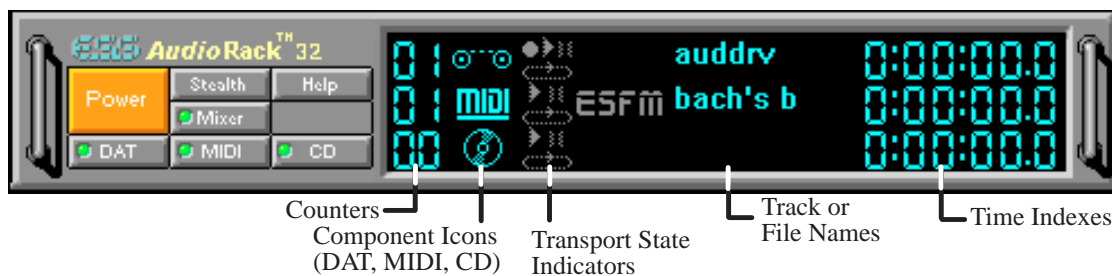 ESS AudioRack™ 32
Power
Stealth
Help
Mixer
DAT
MIDI
CD
01
auddrv
0:00:00.0
01
MIDI
ESFM
bach's b
0:00:00.0
00
0:00:00.0
Counters
Component Icons
(DAT, MIDI, CD)
Transport State
Indicators
Track or
File Names
Time Indexes